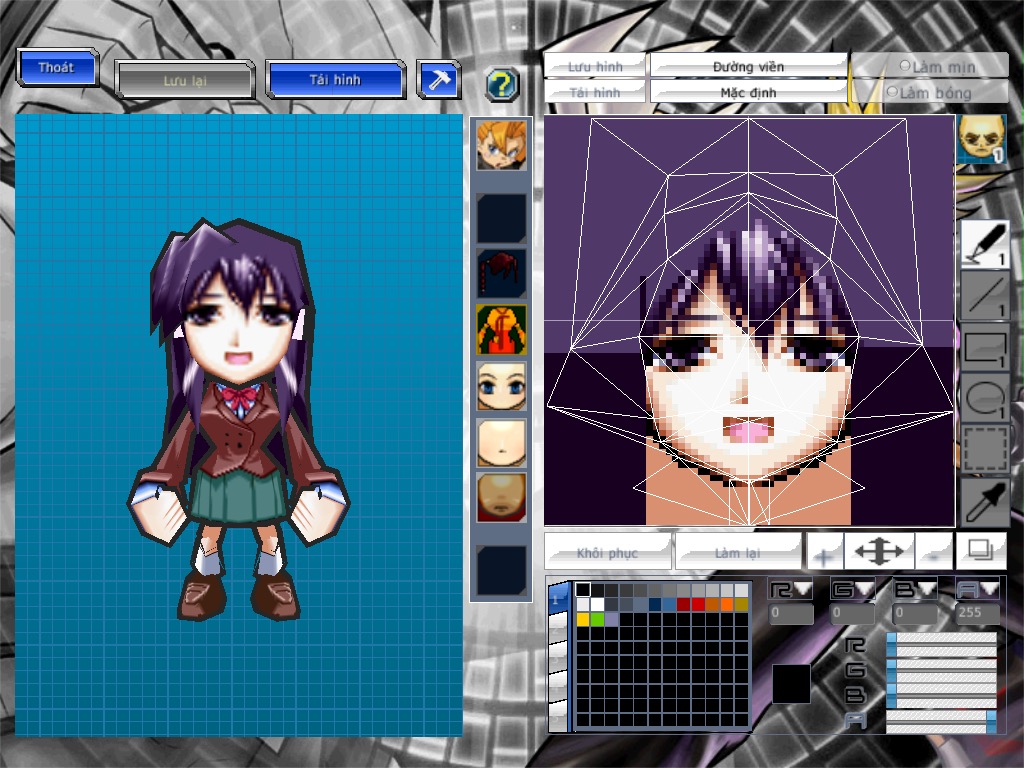 Thoát
Lưu lại
Tải hình
?
Lưu hình
Đường viền
Làm mịn
Tải hình
Mặc định
Làm bóng
1
1
1
1
1
Khôi phục
Làm lại
+
-
1
R G B A
0 0 0 255
R
G
B
A